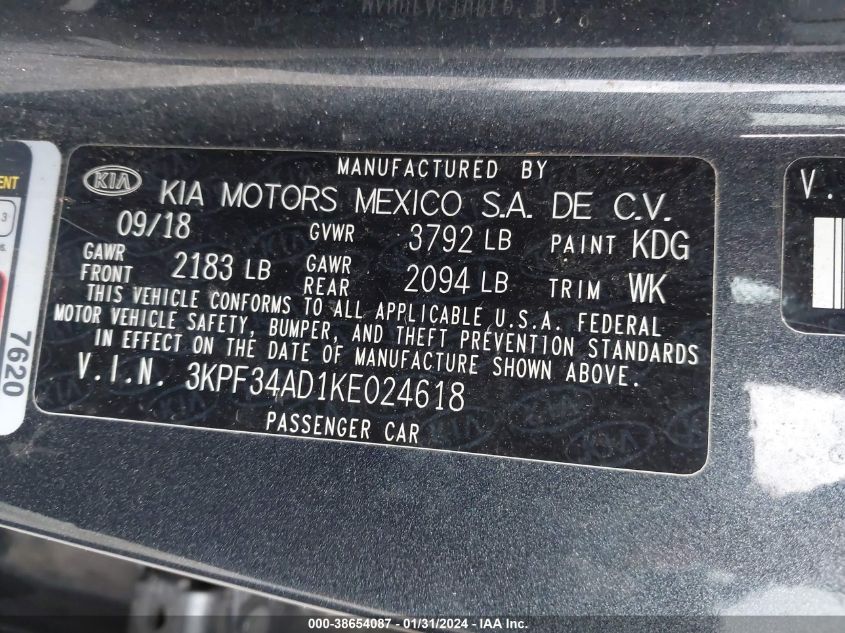 MANUFACTURED BY
KIA KIA MOTORS MEXICO S.A. DE C.V.
09/18 GVWR 3792 LB PAINT KDG
GAWR FRONT 2183 LB GAWR REAR 2094 LB TRIM WK
THIS VEHICLE CONFORMS TO ALL APPLICABLE U.S.A. FEDERAL
MOTOR VEHICLE SAFETY, BUMPER, AND THEFT PREVENTION STANDARDS
IN EFFECT ON THE DATE OF MANUFACTURE SHOWN ABOVE.
V.I.N. 3KPF34AD1KE024618
PASSENGER CAR
7620
000-38654087 - 01/31/2024 - IAA Inc.